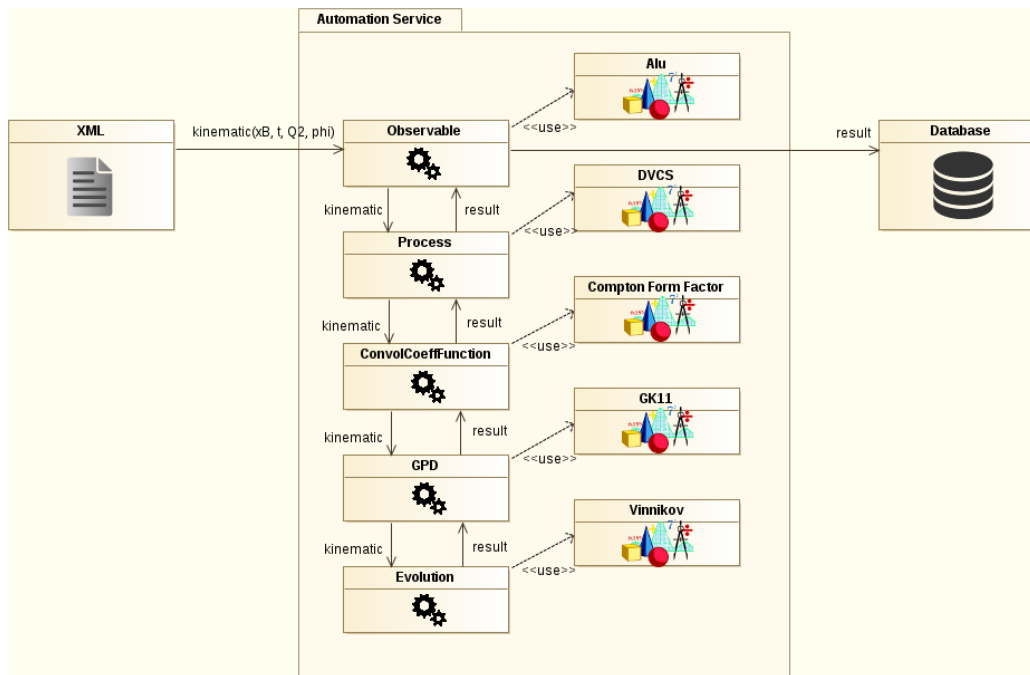 Automation Service
Alu
XML
kinematic(xB, t, Q2, phi)
Observable
<<use>>
result
Database
DVCS
kinematic
result
<<use>>
Process
Compton Form Factor
kinematic
result
<<use>>
ConvolCoeffFunction
GK11
kinematic
result
<<use>>
GPD
Vinnikov
kinematic
result
<<use>>
Evolution